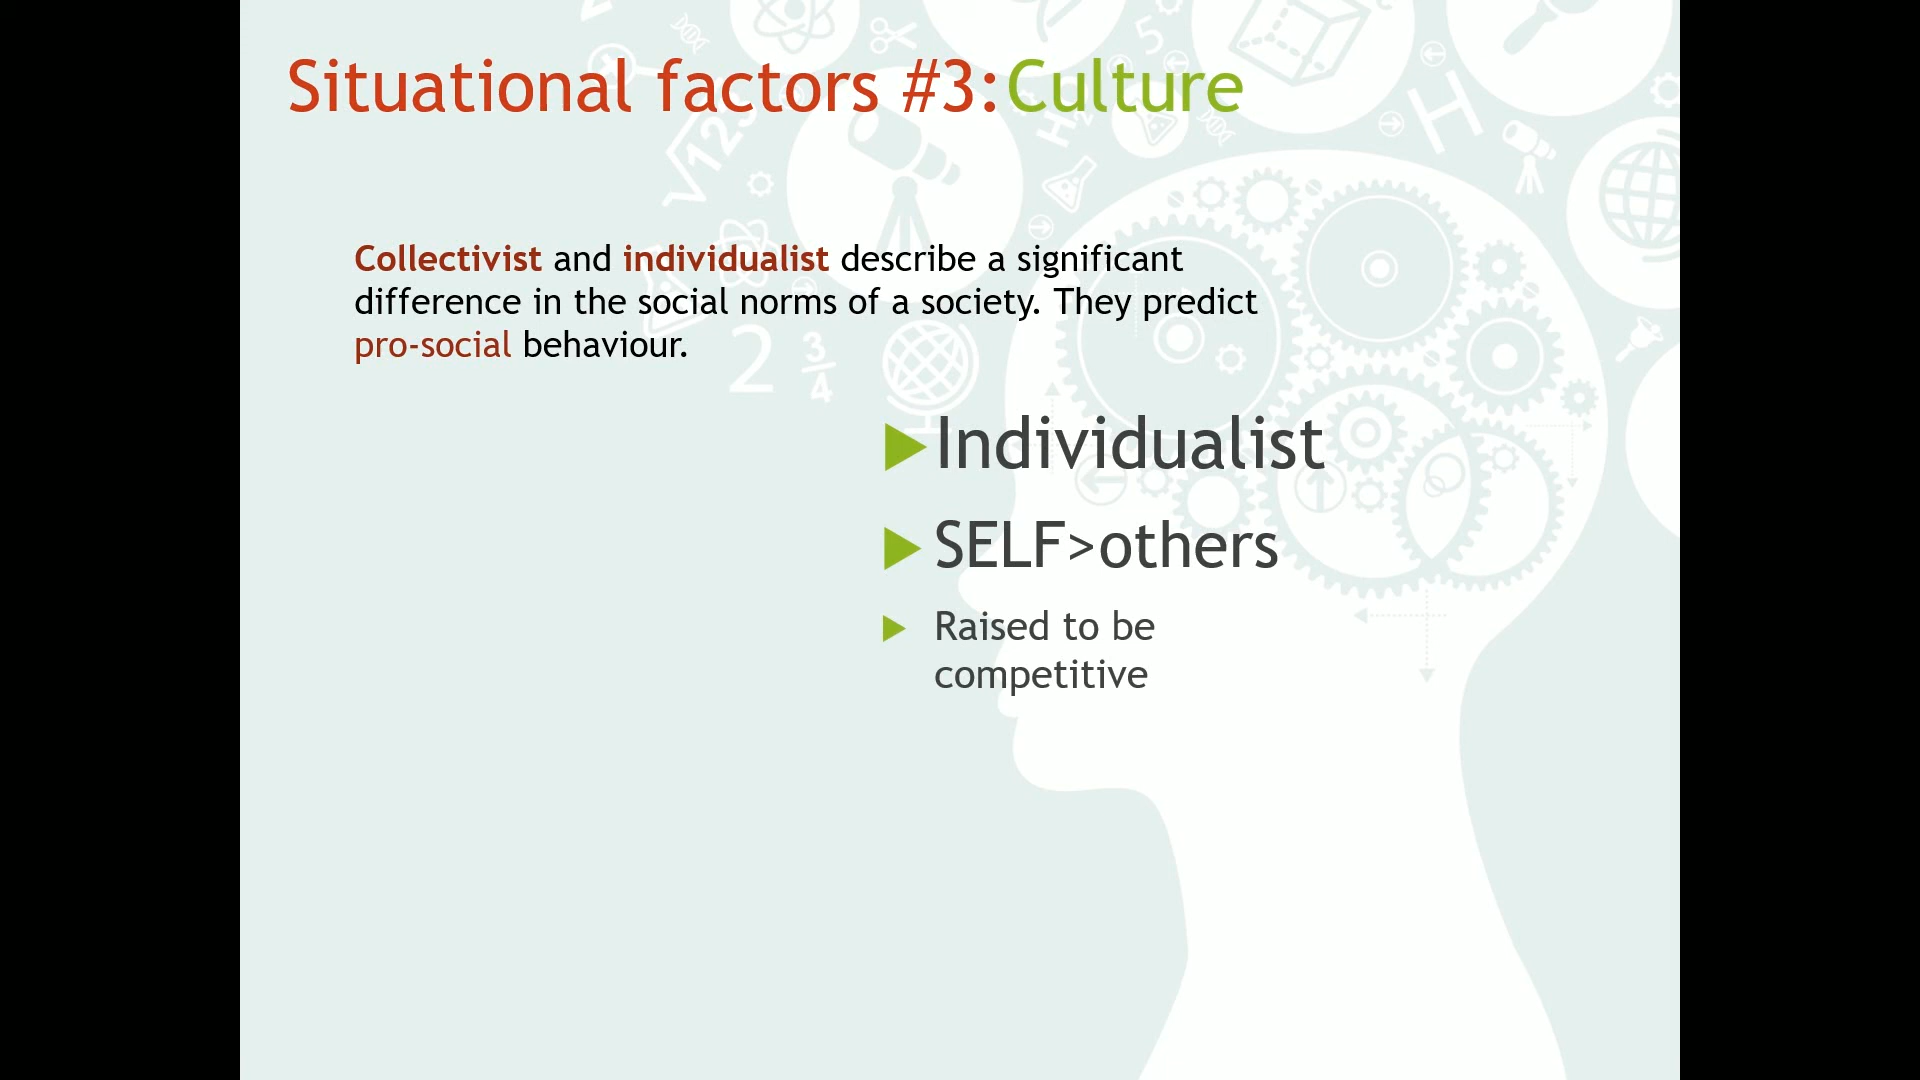 Situational factors #3:Culture
Collectivist and individualist describe a significant
difference in the social norms of a society. They predict
pro-social behaviour.
Individualist
SELF>others
Raised to be
competitive